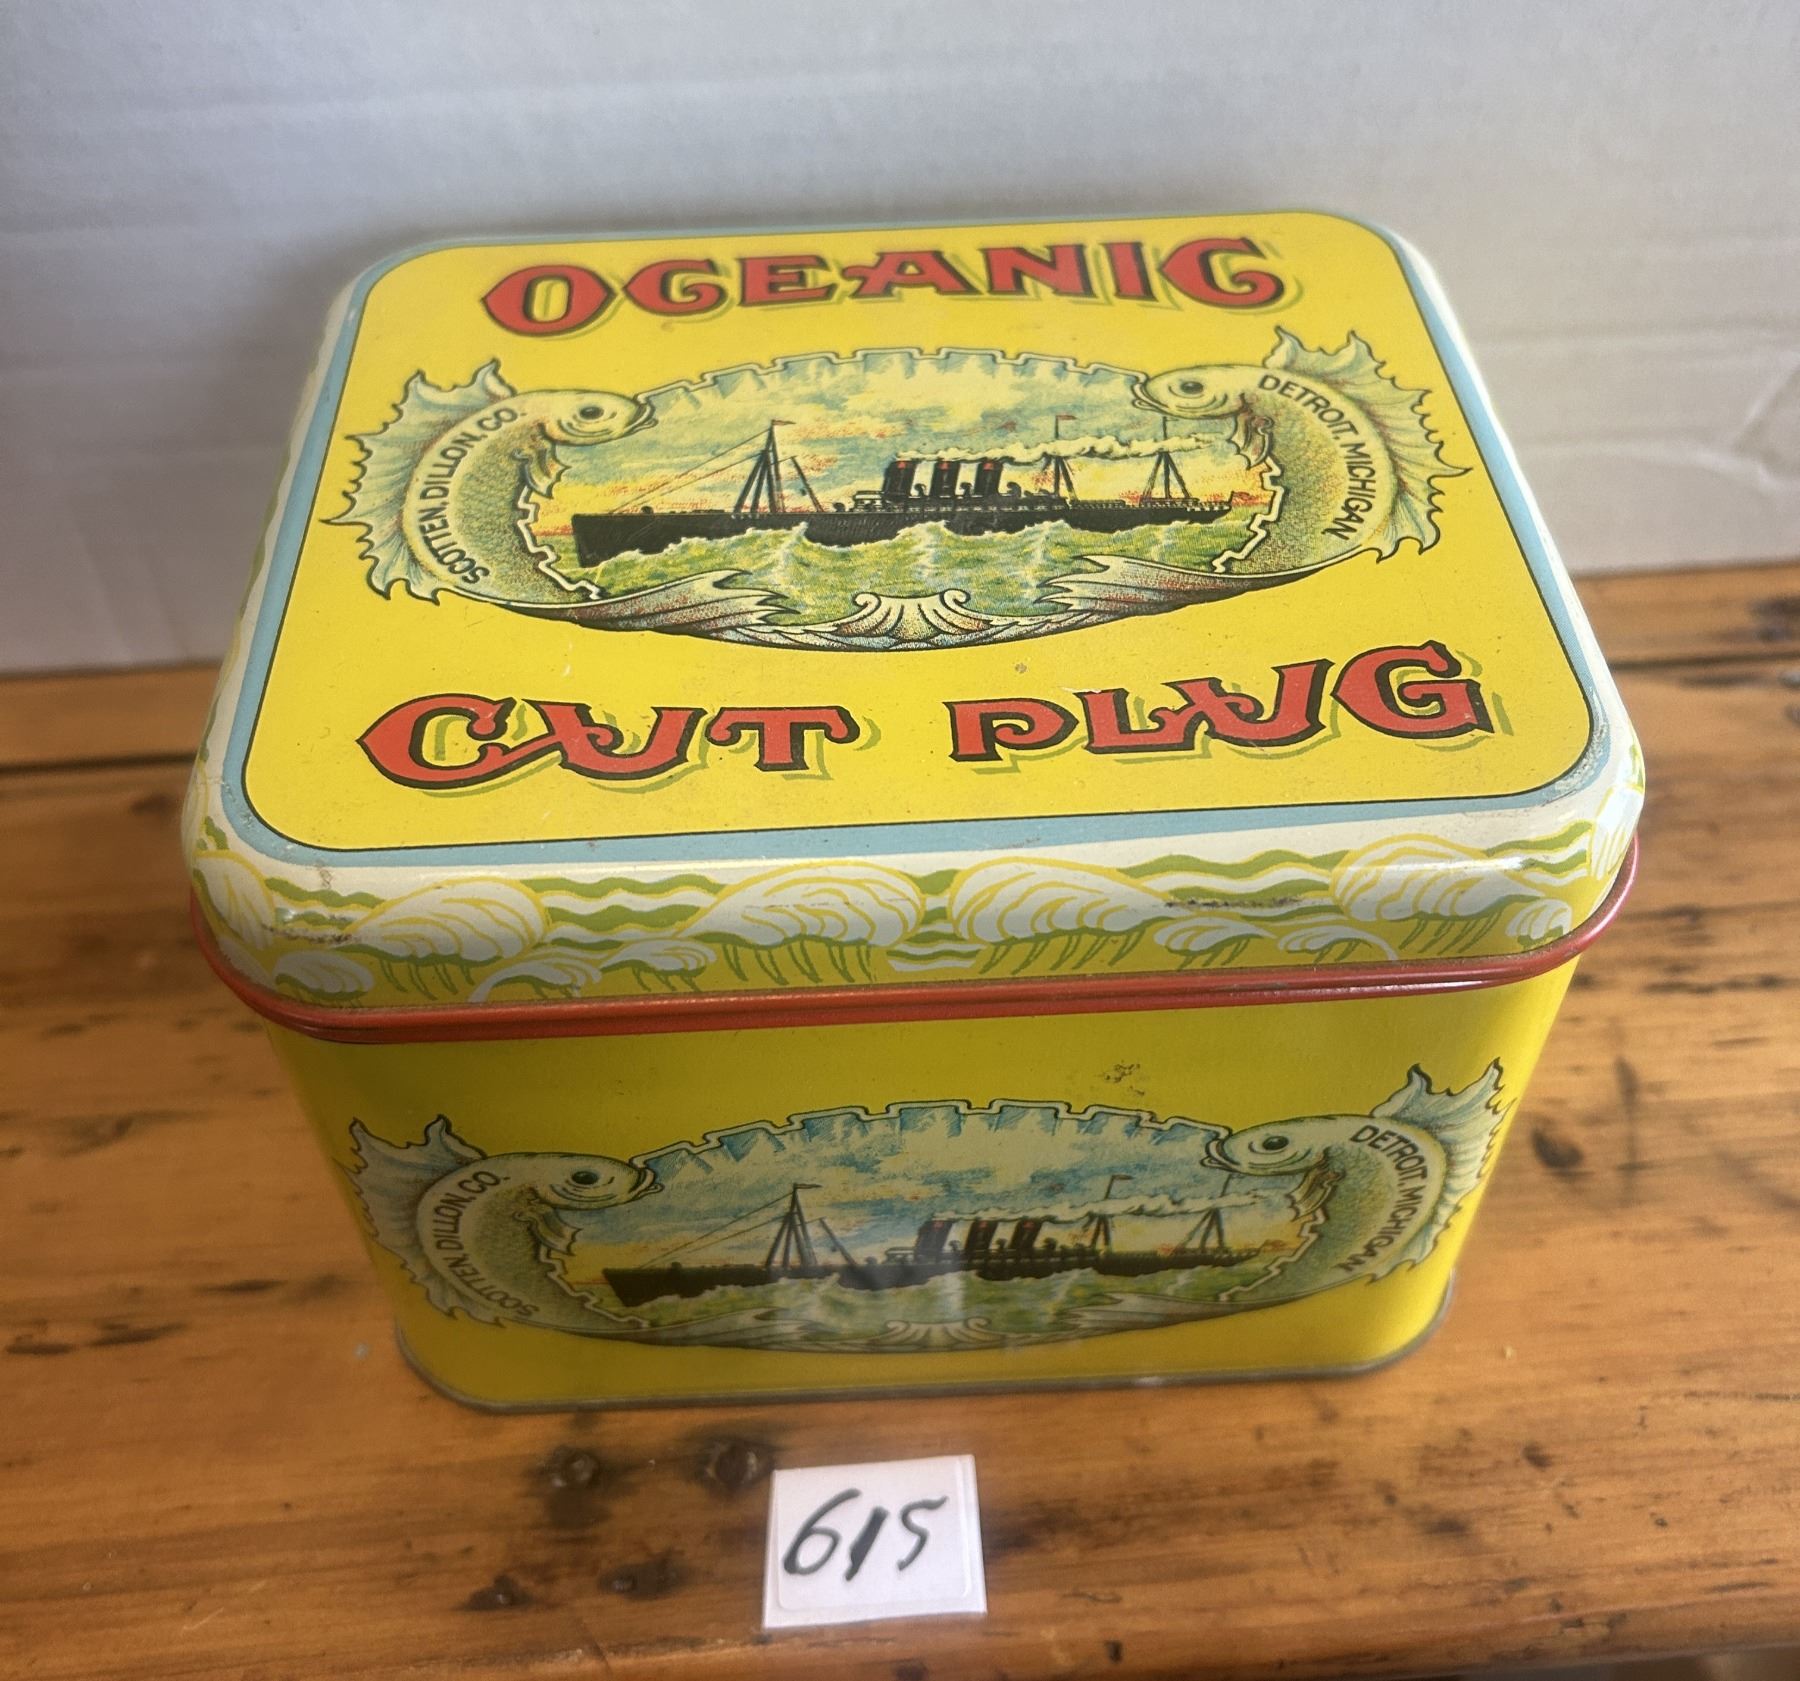 OCEANIC
SCOTTEN, DILLON, CO.
DETROIT, MICHIGAN
CUT PLUG
SCOTTEN, DILLON, CO.
DETROIT, MICHIGAN
615